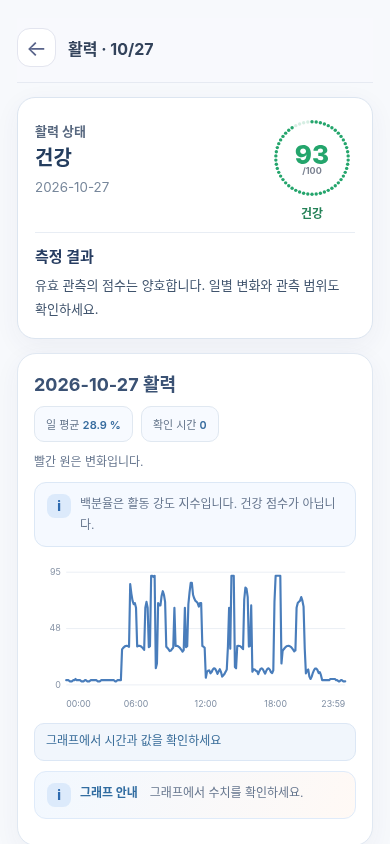 활력 · 10/27
활력 상태
건강
2026-10-27
93
/100
건강
측정 결과
유효 관측의 점수는 양호합니다. 일별 변화와 관측 범위도
확인하세요.
2026-10-27 활력
일 평균 28.9 %
확인 시간 0
빨간 원은 변화입니다.
i
백분율은 활동 강도 지수입니다. 건강 점수가 아닙니
다.
95
48
0
00:00 06:00 12:00 18:00 23:59
그래프에서 시간과 값을 확인하세요
i
그래프 안내 그래프에서 수치를 확인하세요.